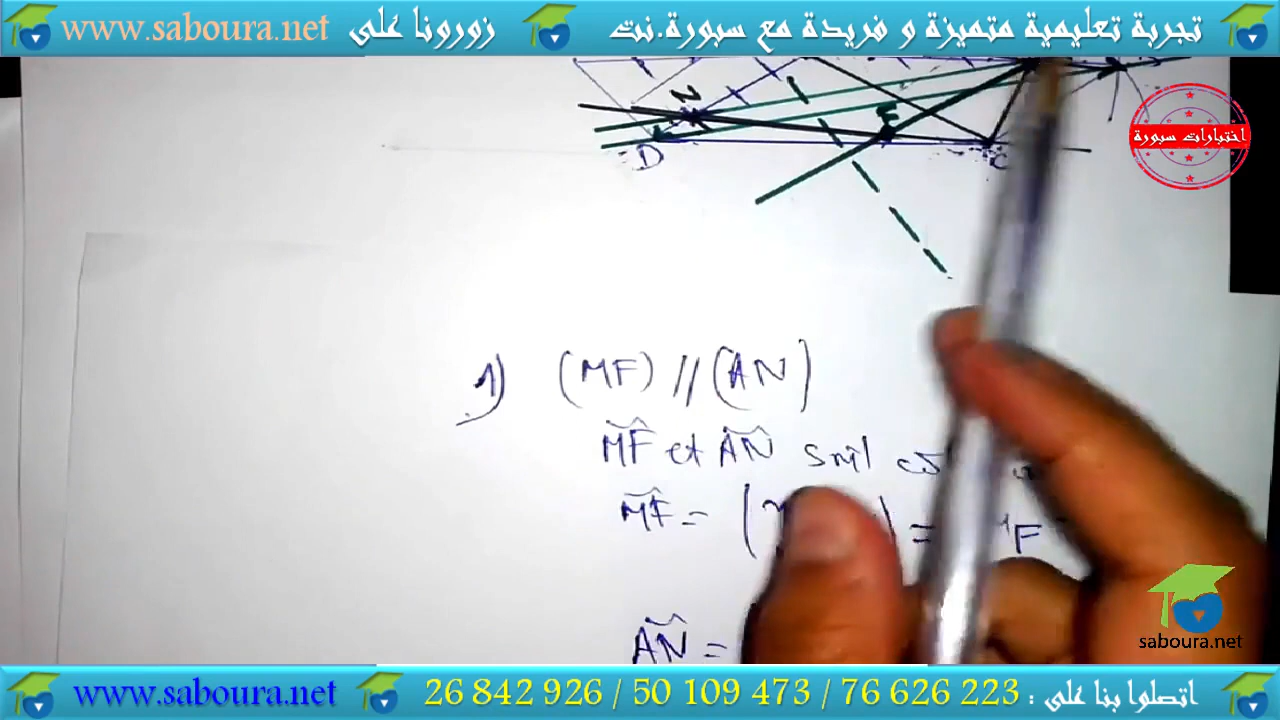 تجربة تعليمية متميزة و فريدة مع سبورة.نت زورونا على www.saboura.net
اختبارات سبورة
N
E
D
C
1) (MF) // (AN)
MF et AN sont
MF = ( ) =
AN =
saboura.net
اتصلوا بنا على : 223 626 76 / 473 109 50 / 926 842 26 www.saboura.net